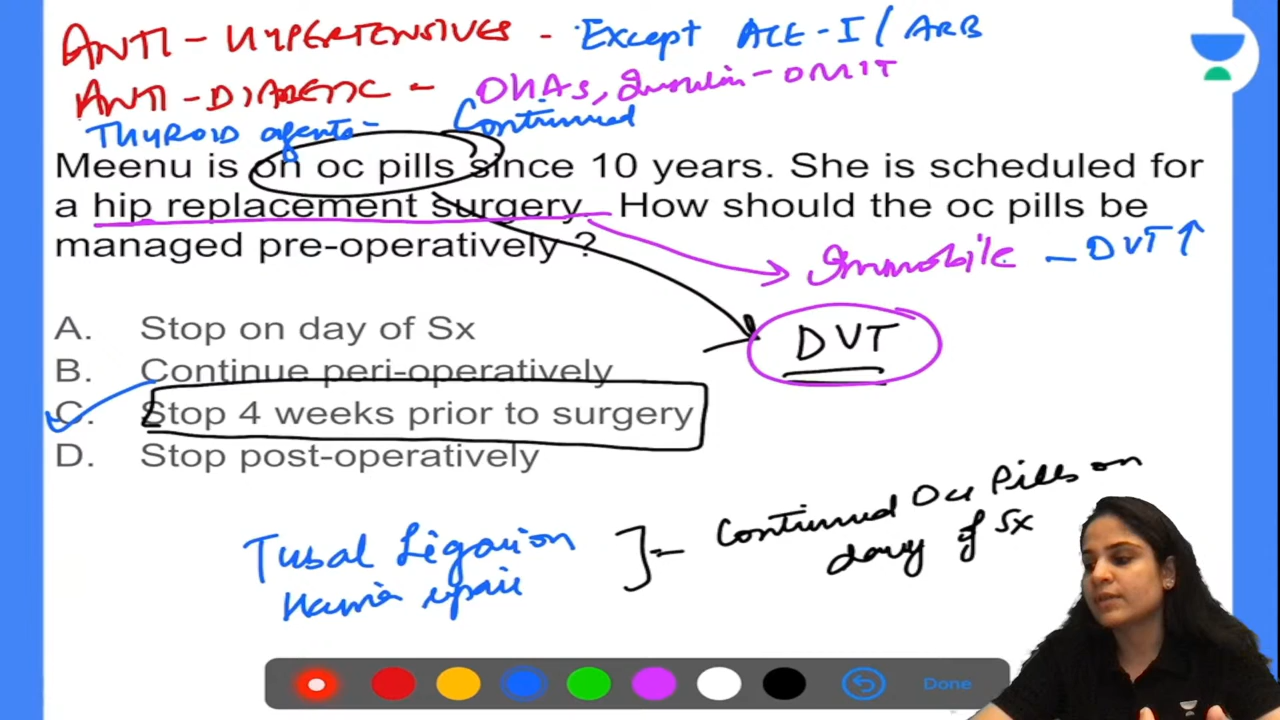 ANTI - HYPERTENSIVES - Except ACE-I / ARB
ANTI - DIABETIC - OHAs, Insulin - OMIT
THYROID agents - Continued
Meenu is on oc pills since 10 years. She is scheduled for
a hip replacement surgery. How should the oc pills be
managed pre-operatively ?
Immobile - DVT ↑
A. Stop on day of Sx
DVT
B. Continue peri-operatively
C. Stop 4 weeks prior to surgery
D. Stop post-operatively
Tubal Ligation
Hernia repair
} - Continued Oc Pills on
day of Sx
Done